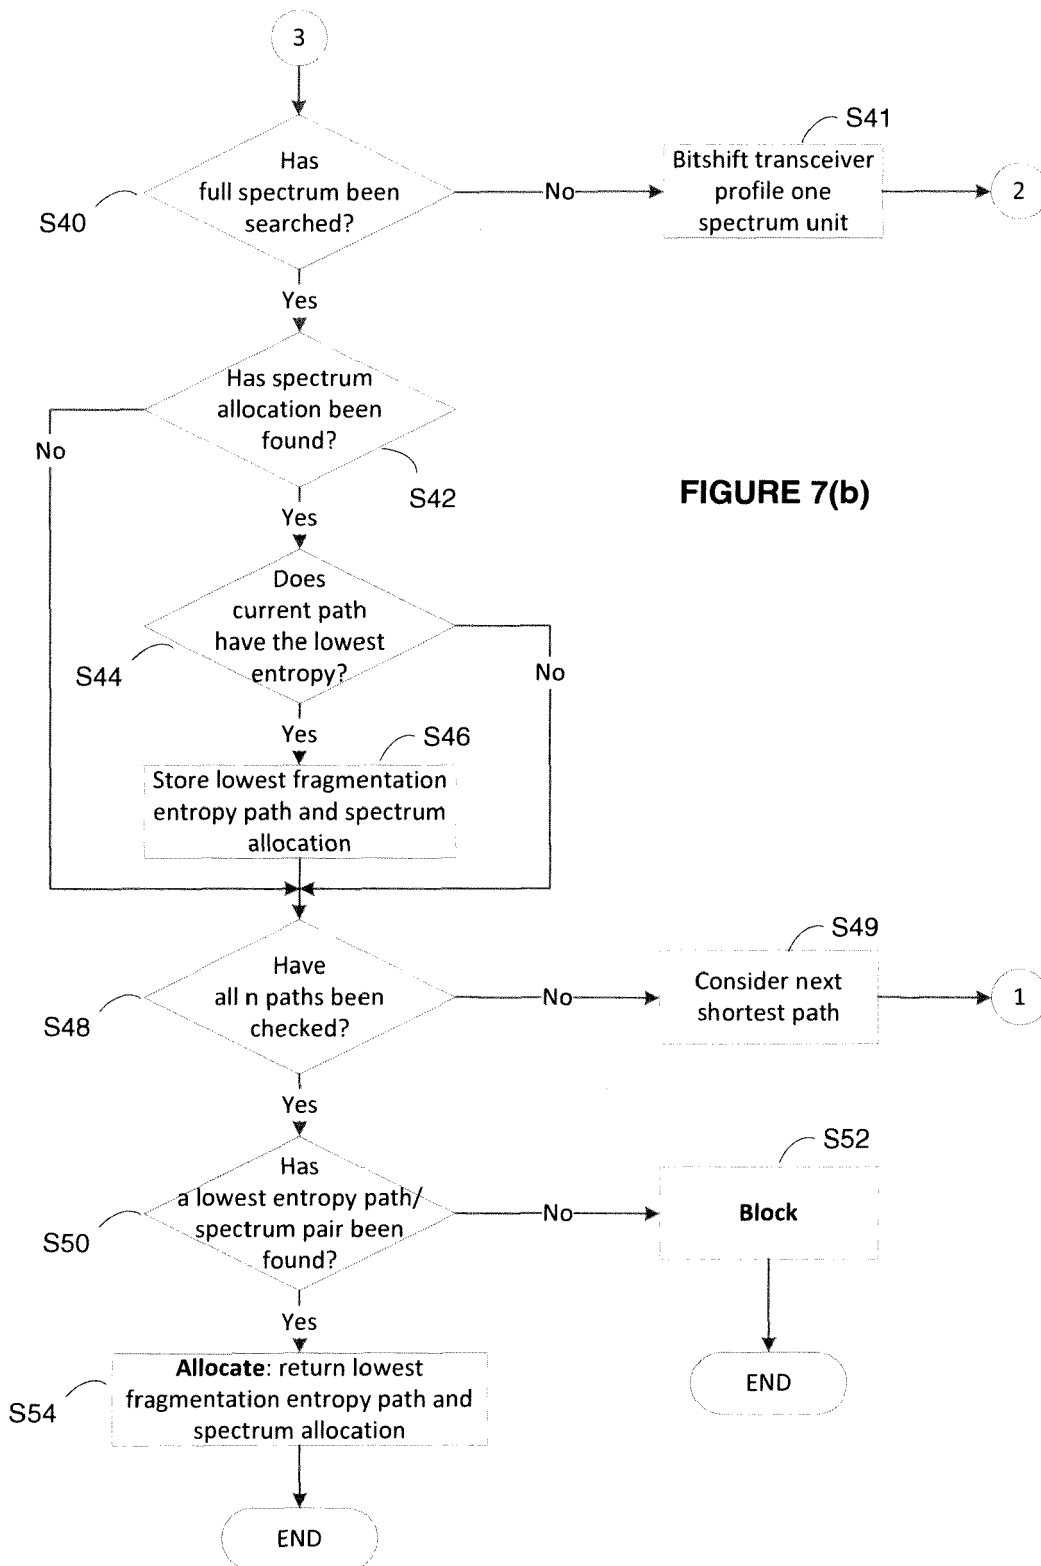 3
S41
Has
full spectrum been
searched?
No
Bitshift transceiver
profile one
spectrum unit
2
S40
Yes
Has spectrum
allocation been
found?
No
S42
FIGURE 7(b)
Yes
Does
current path
have the lowest
entropy?
S44
No
Yes
S46
Store lowest fragmentation
entropy path and spectrum
allocation
S49
Have
all n paths been
checked?
No
Consider next
shortest path
1
S48
Yes
S52
Has
a lowest entropy path/
spectrum pair been
found?
No
Block
S50
Yes
Allocate: return lowest
fragmentation entropy path and
spectrum allocation
S54
END
END